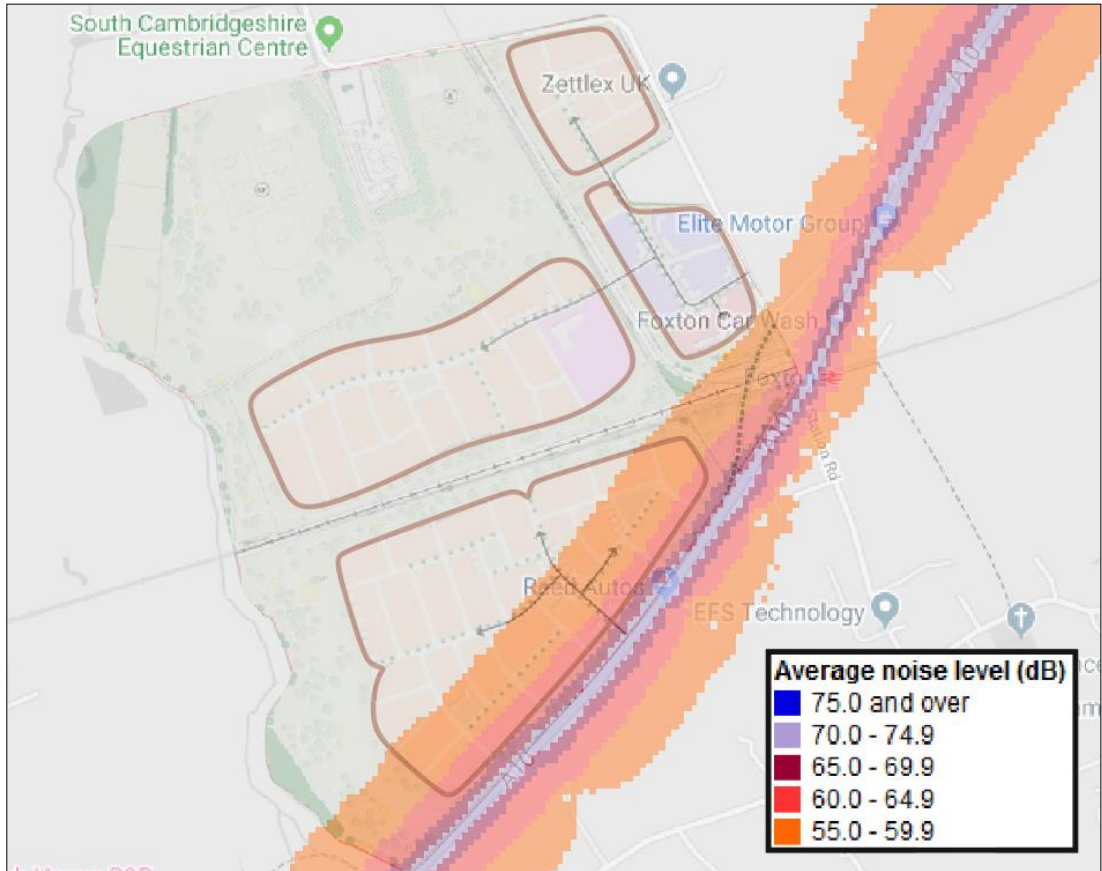 South Cambridgeshire
Equestrian Centre
Zettlex UK
A10
Elite Motor Group
Foxton Car Wash
Foxton
A10
Station Rd
Reed Autos
EFS Technology
A10
Average noise level (dB)
75.0 and over
70.0 - 74.9
65.0 - 69.9
60.0 - 64.9
55.0 - 59.9